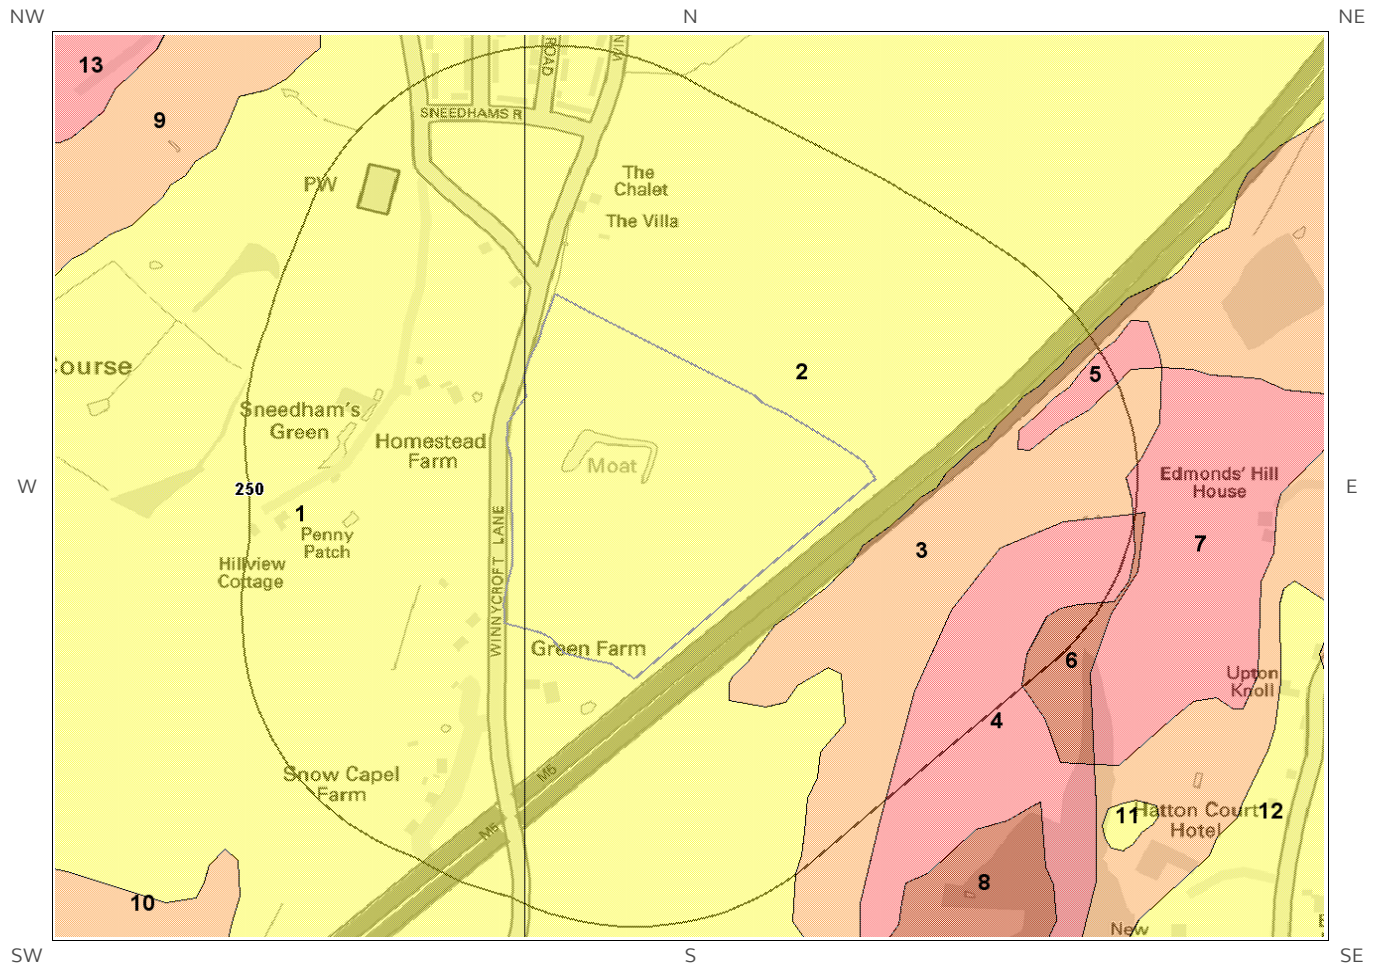 NW
N
NE
13
9
ROAD
SNEEDHAMS R
PW
The
Chalet
The Villa
Course
2
5
Sneedham's
Green
Homestead
Farm
Moat
Edmonds' Hill
House
W
E
250
1
Penny
Patch
Hillview
Cottage
WINNYCROFT LANE
3
7
Green Farm
6
Upton
Knoll
4
M5
Snow Capel
Farm
M5
11
Hatton Court
Hotel
12
8
10
New
SW
S
SE